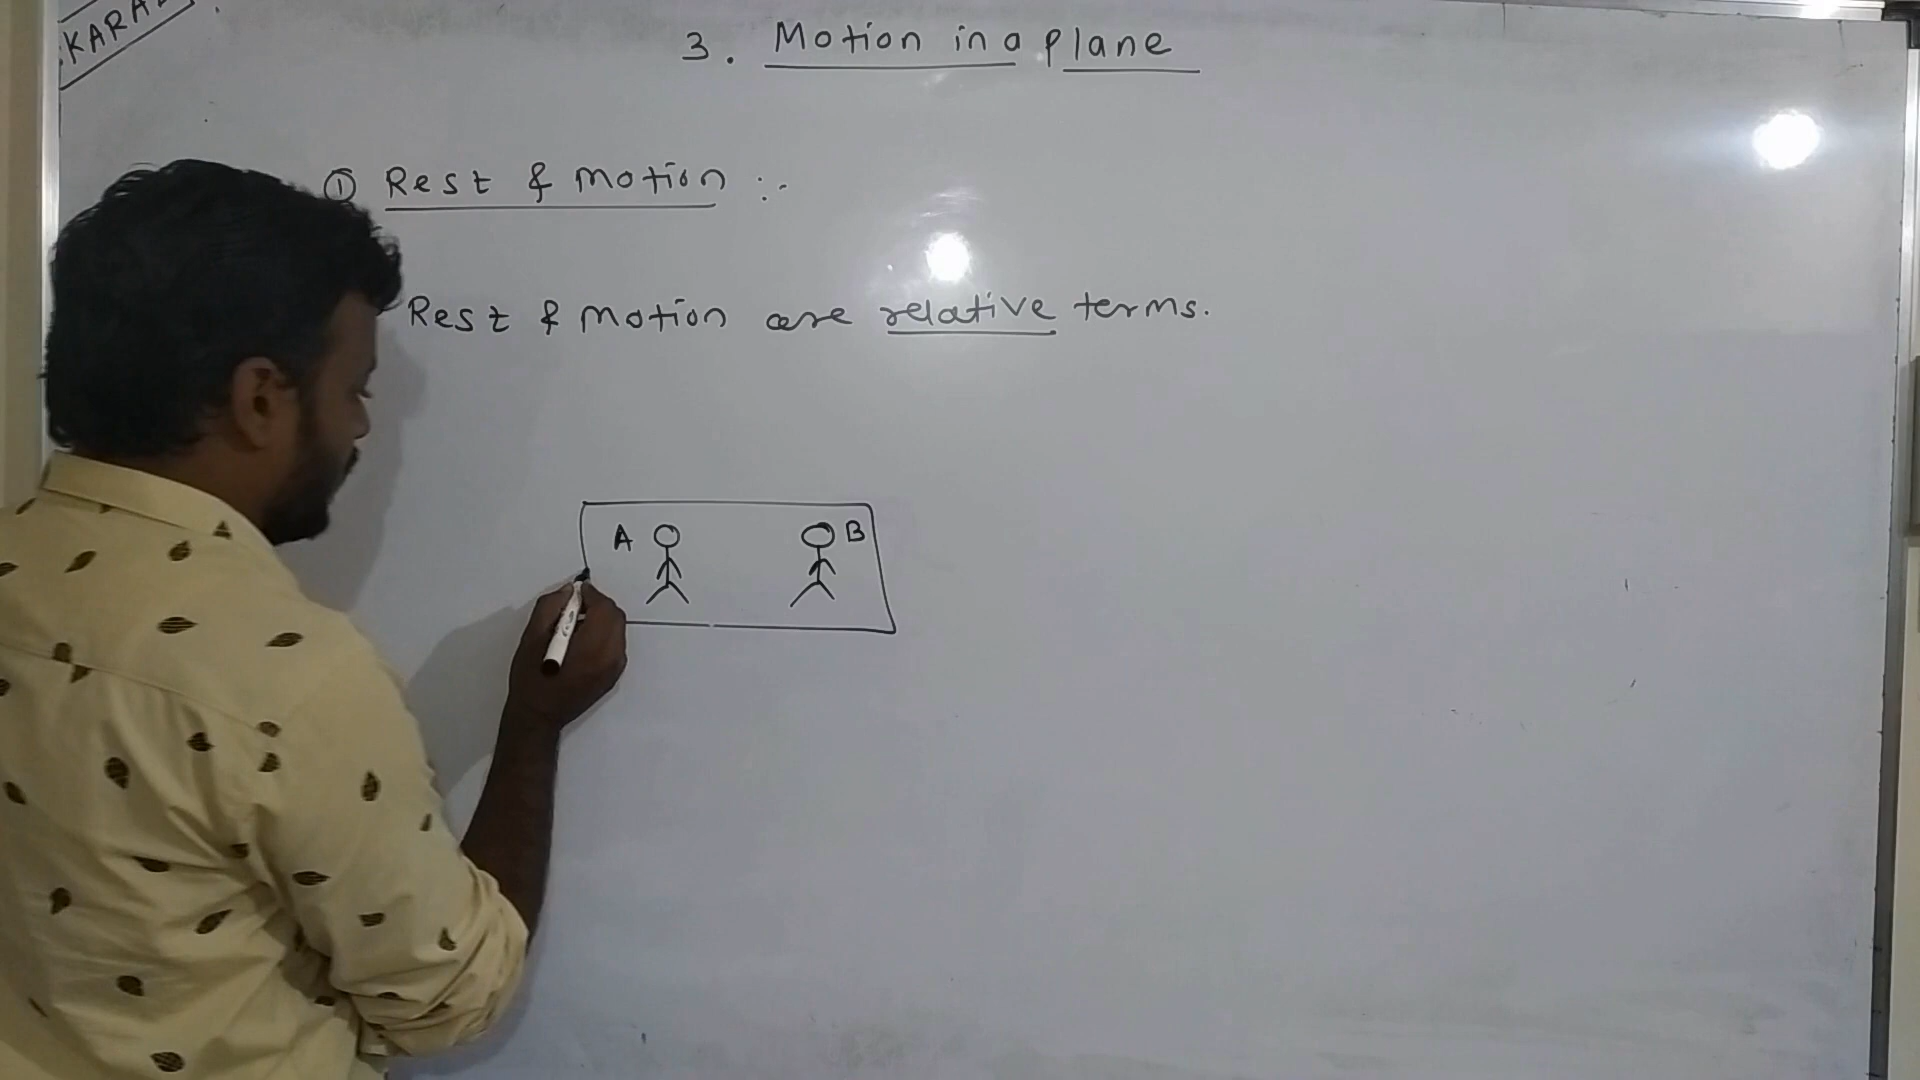 3. Motion in a plane
① Rest & Motion :-
Rest & Motion are relative terms.
A B